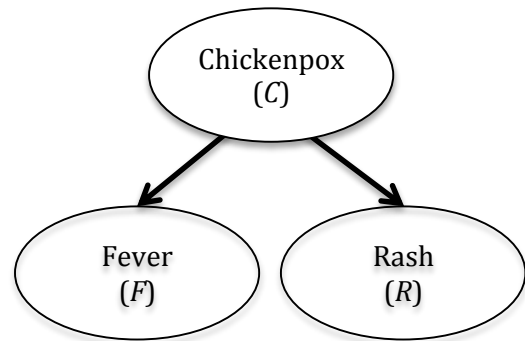 Chickenpox
(C)
Fever
(F)
Rash
(R)